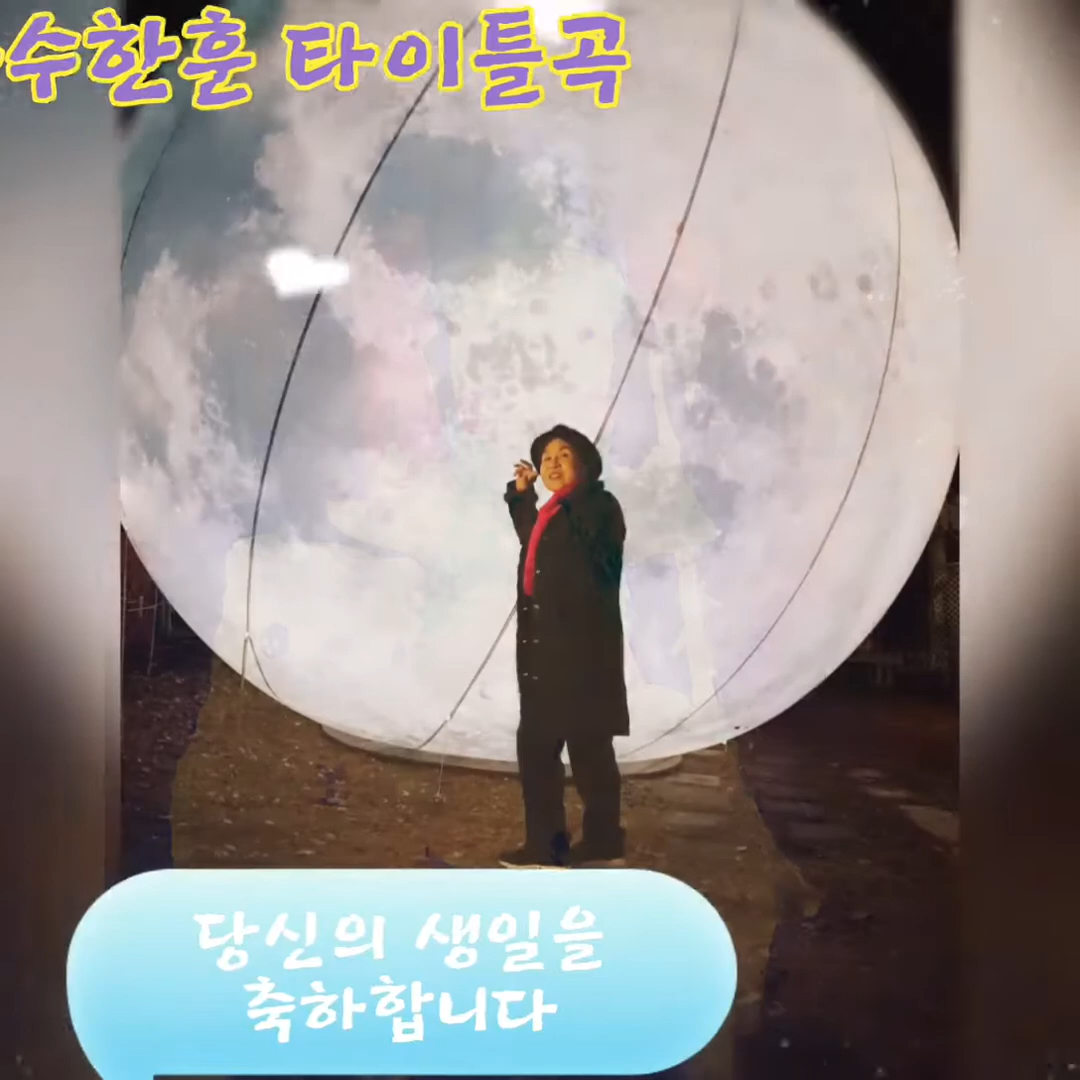 수한훈 타이틀곡
당신의 생일을
축하합니다